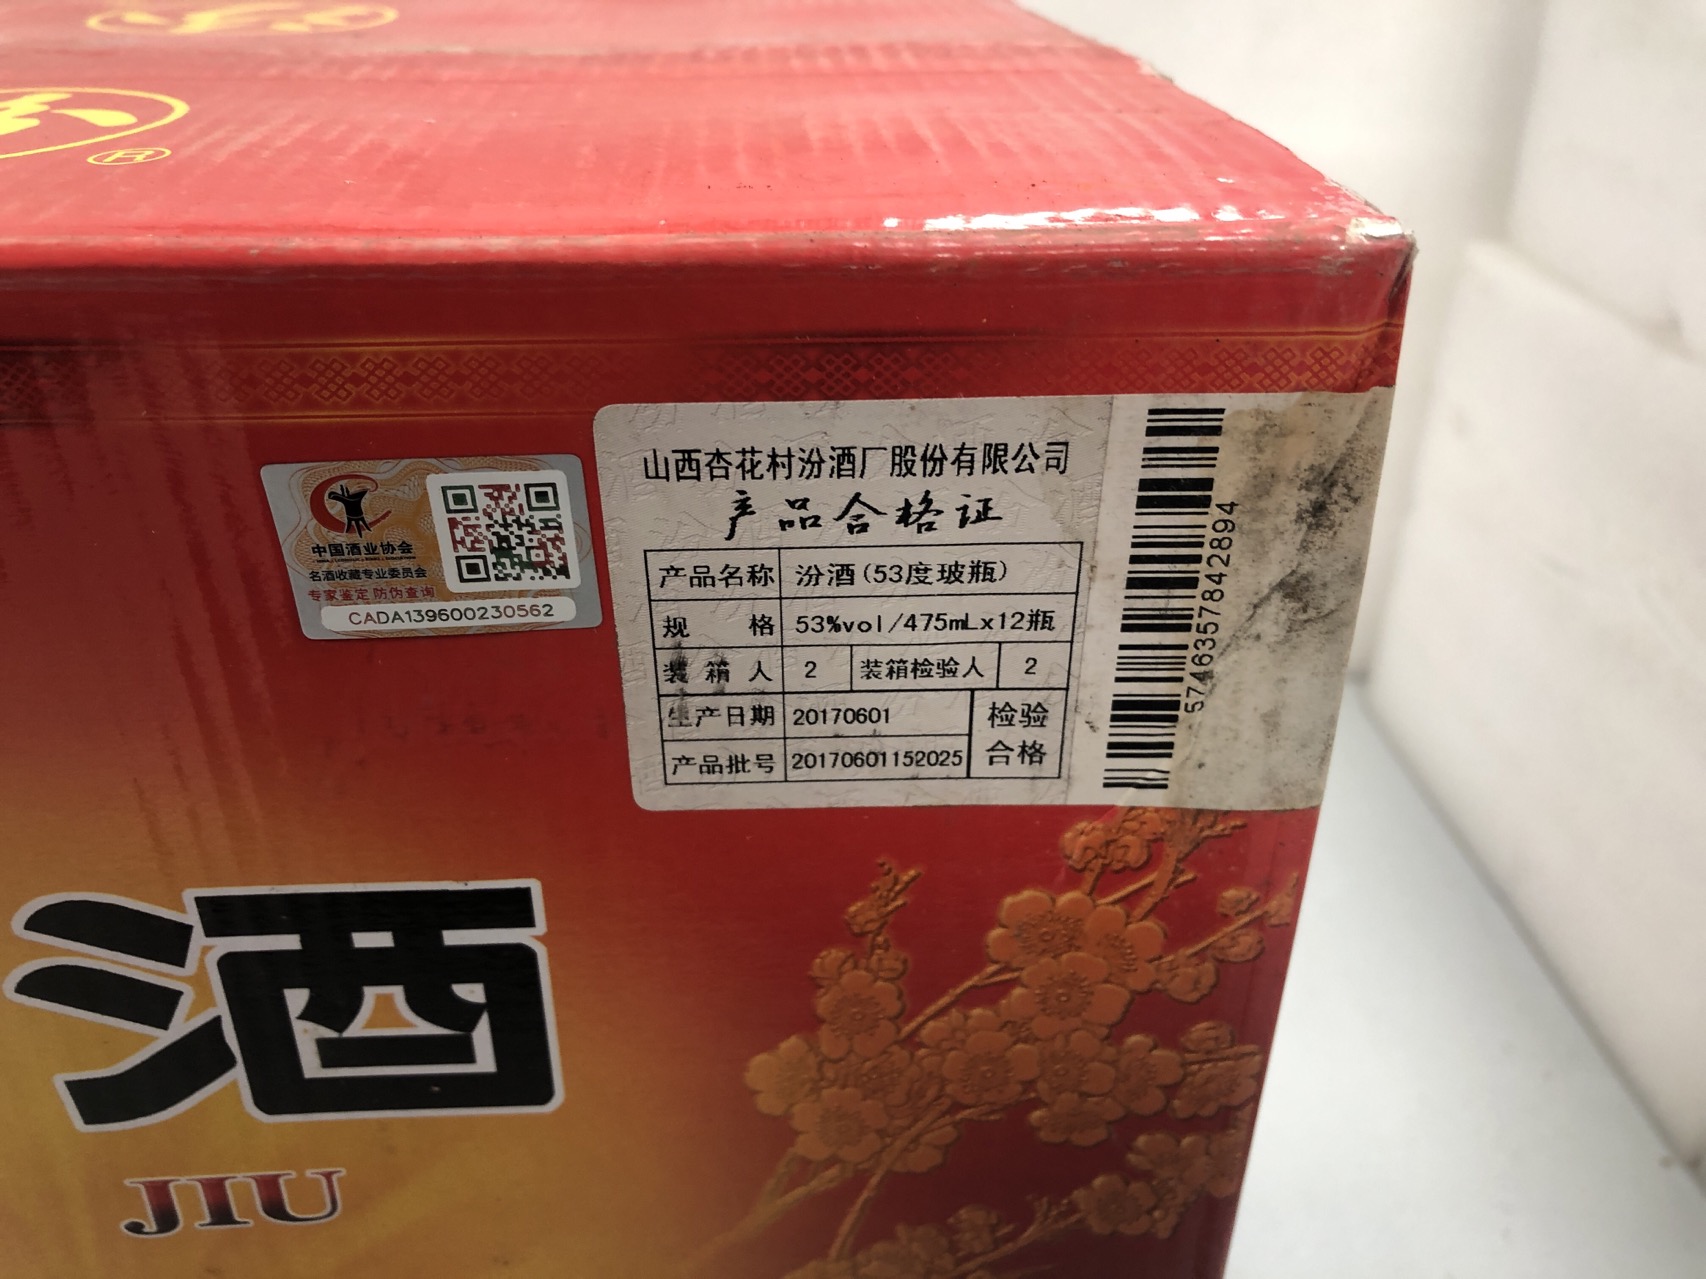 ®
中国酒业协会
名酒收藏专业委员会
专家鉴定 防伪查询
CADA139600230562
山西杏花村汾酒厂股份有限公司
产品合格证
产品名称 汾酒(53度玻瓶)
规 格 53%vol/475mLx12瓶
装箱人 2 装箱检验人 2
生产日期 20170601 检验
产品批号 20170601152025 合格
5746357842894
酒
JIU